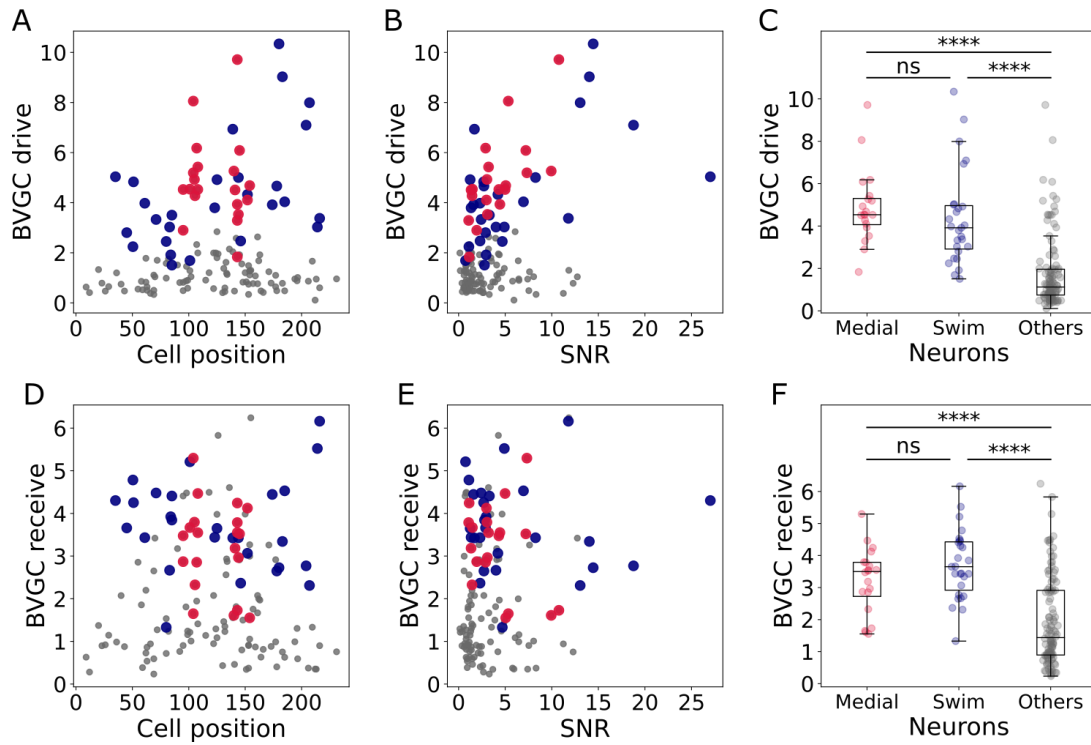 A
BVGC drive
10
8
6
4
2
0
0 50 100 150 200
Cell position
B
BVGC drive
10
8
6
4
2
0
0 5 10 15 20 25
SNR
C
BVGC drive
10
8
6
4
2
0
****
ns ****
Medial Swim Others
Neurons
D
BVGC receive
6
5
4
3
2
1
0
0 50 100 150 200
Cell position
E
BVGC receive
6
5
4
3
2
1
0
0 5 10 15 20 25
SNR
F
BVGC receive
6
5
4
3
2
1
0
****
ns ****
Medial Swim Others
Neurons